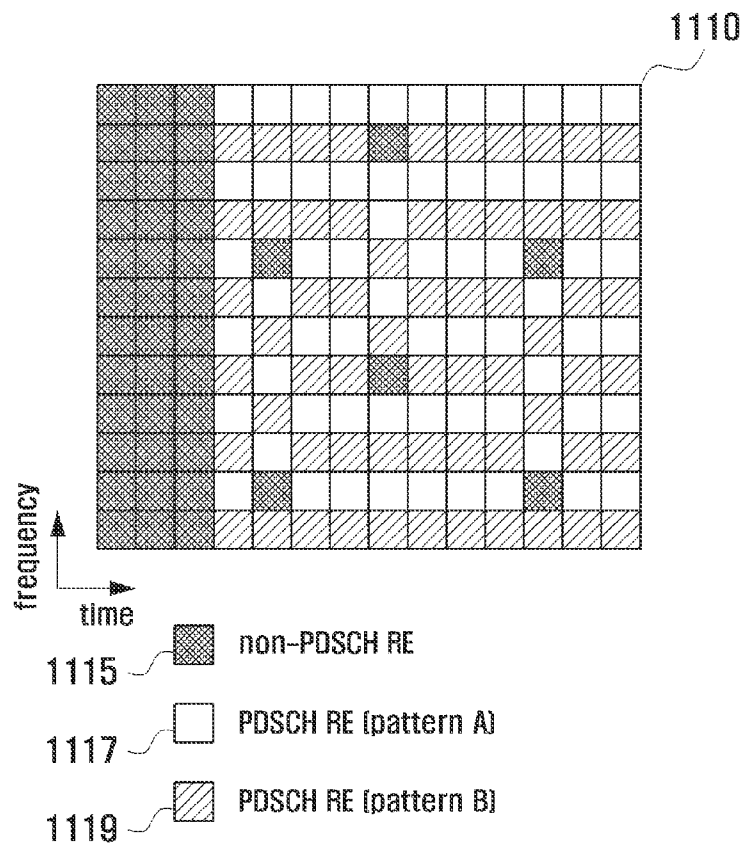 1110
frequency
time
1115
non-PDSCH RE
1117
PDSCH RE (pattern A)
1119
PDSCH RE (pattern B)